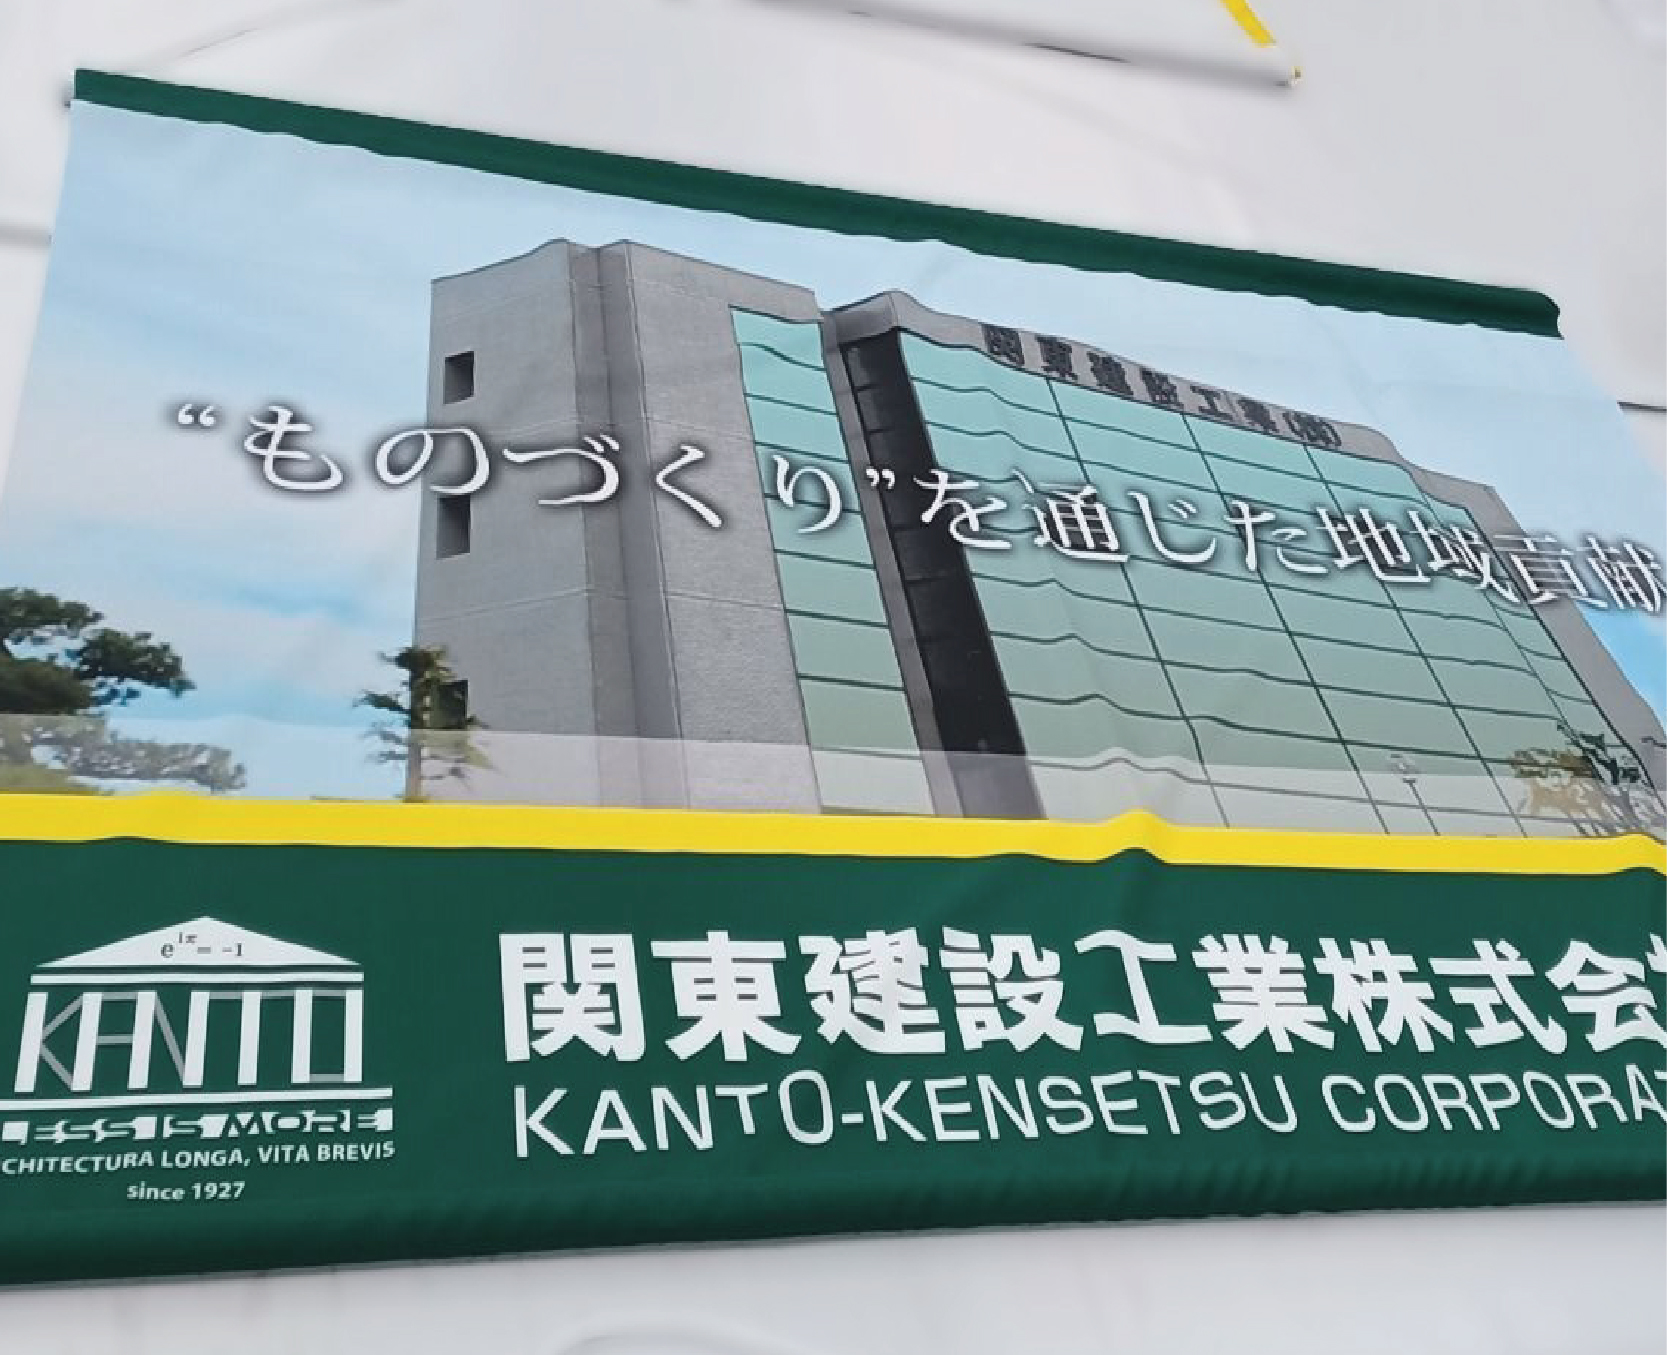 関東建設工業(株)
“ものづくり”を通じた地域貢献
e^iπ = -1
KANTO
LESS IS MORE
CHITECTURA LONGA, VITA BREVIS
since 1927
関東建設工業株式会
KANTO-KENSETSU CORPORA